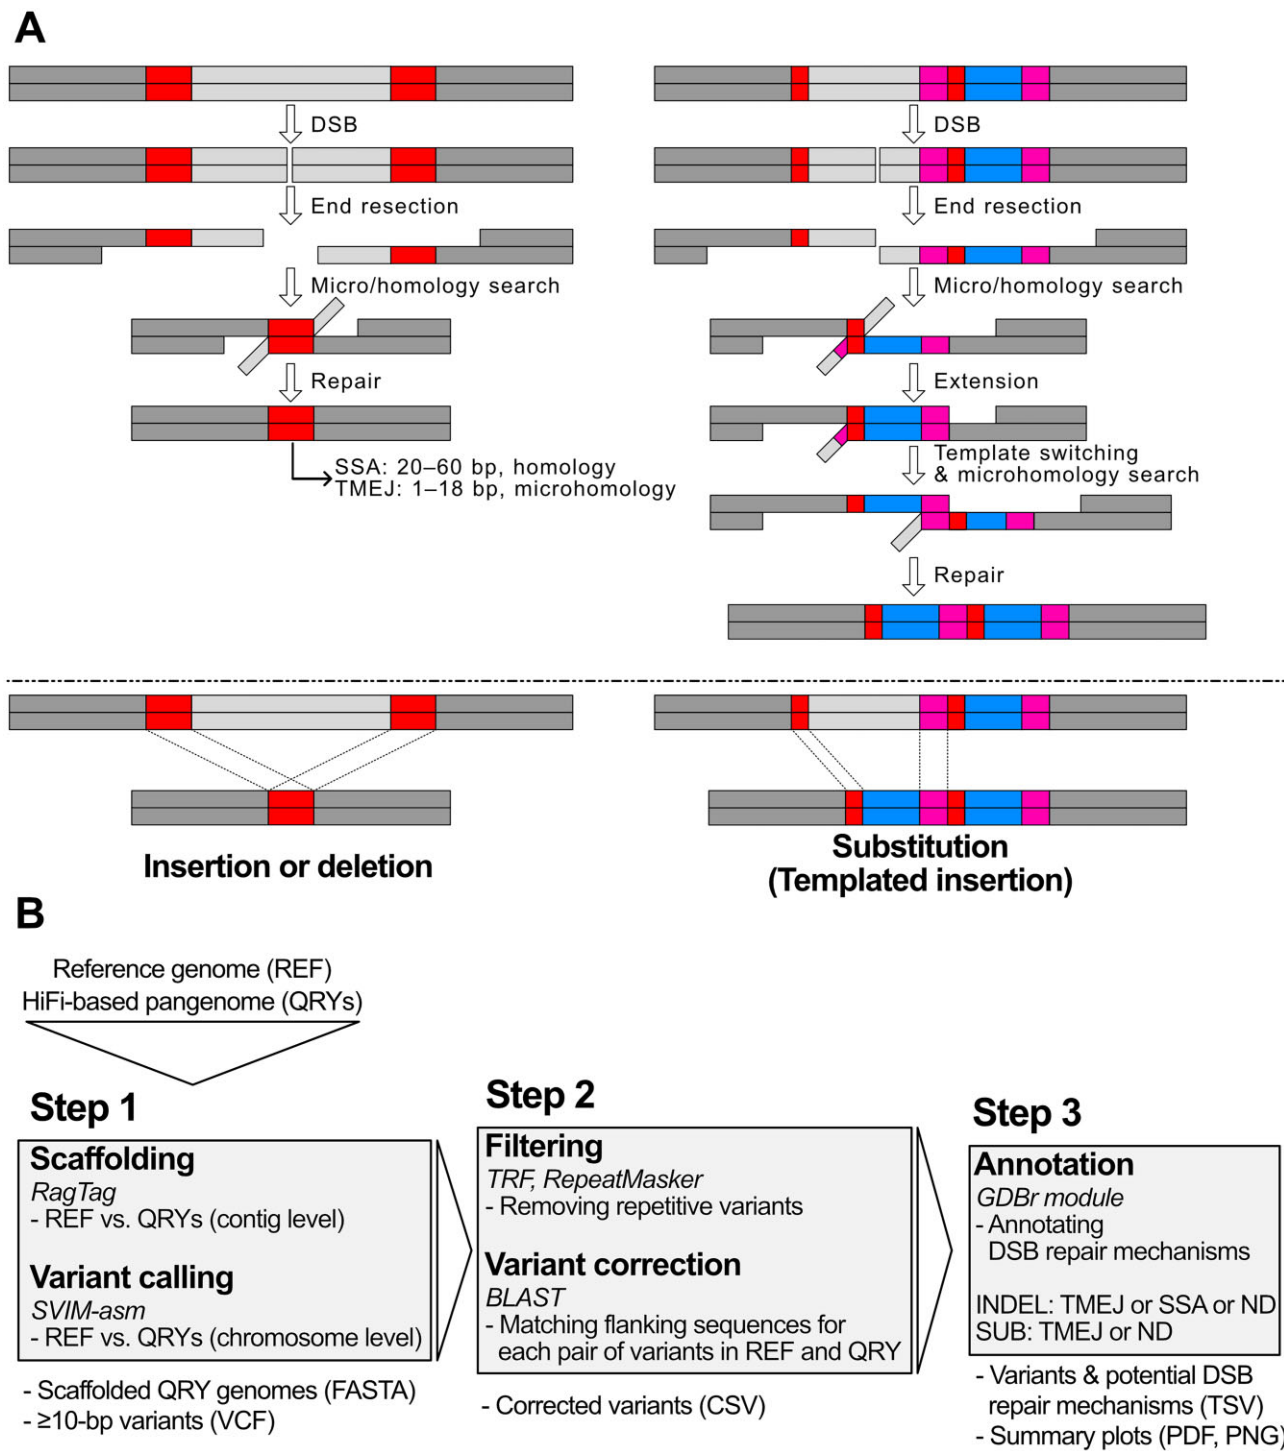 A
DSB
End resection
Micro/homology search
Repair
SSA: 20–60 bp, homology
TMEJ: 1–18 bp, microhomology
DSB
End resection
Micro/homology search
Extension
Template switching
& microhomology search
Repair
Insertion or deletion
Substitution
(Templated insertion)
B
Reference genome (REF)
HiFi-based pangenome (QRYs)
Step 1
Scaffolding
RagTag
- REF vs. QRYs (contig level)
Variant calling
SVIM-asm
- REF vs. QRYs (chromosome level)
- Scaffolded QRY genomes (FASTA)
- ≥10-bp variants (VCF)
Step 2
Filtering
TRF, RepeatMasker
- Removing repetitive variants
Variant correction
BLAST
- Matching flanking sequences for
each pair of variants in REF and QRY
- Corrected variants (CSV)
Step 3
Annotation
GDBr module
- Annotating
DSB repair mechanisms
INDEL: TMEJ or SSA or ND
SUB: TMEJ or ND
- Variants & potential DSB
repair mechanisms (TSV)
- Summary plots (PDF, PNG)